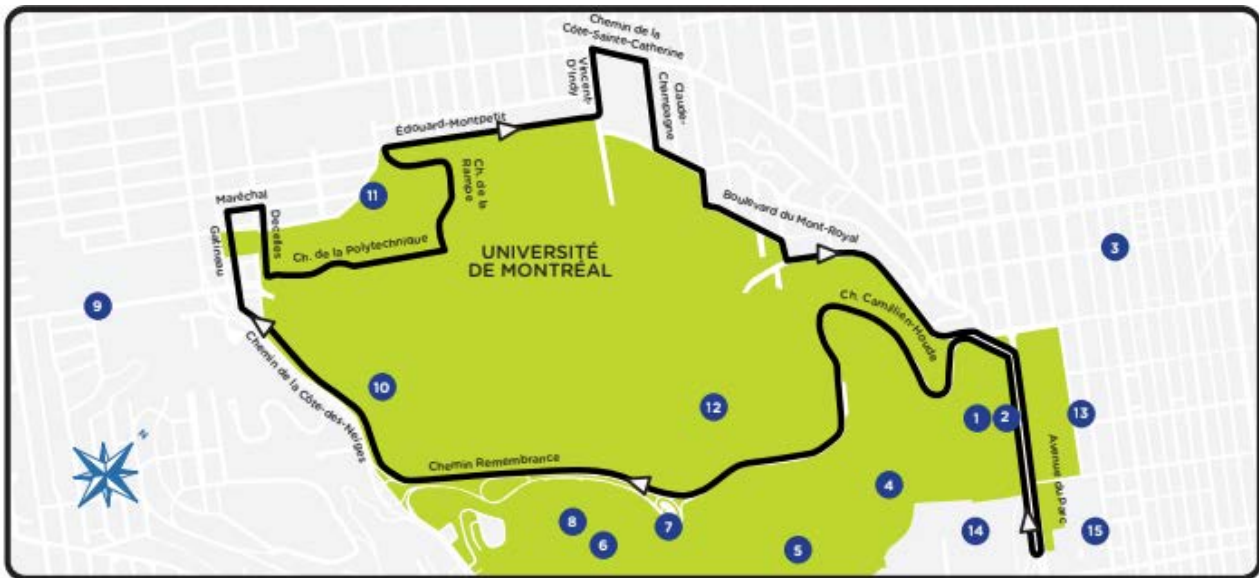 Chemin de la
Côte-Sainte-Catherine
Vincent-
D'Indy
Claude-
Champagne
Édouard-Montpetit
Ch. de la
Rampe
11
Maréchal
Decelles
Gatineau
Ch. de la Polytechnique
UNIVERSITÉ
DE MONTRÉAL
Boulevard du Mont-Royal
3
9
Ch. Camillien-Houde
Chemin de la Côte-des-Neiges
10
12
1
2
13
N
Chemin Remembrance
Avenue du Parc
4
8
7
6
5
14
15